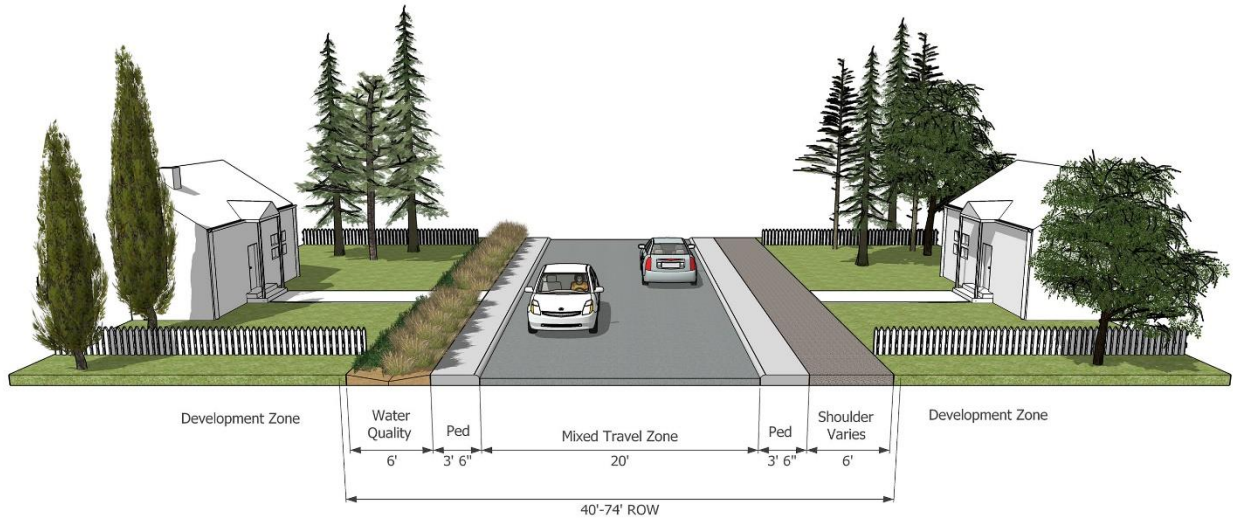 Development Zone
Water
Quality
Ped
Mixed Travel Zone
Ped
Shoulder
Varies
Development Zone
6'
3' 6"
20'
3' 6"
6'
40'-74' ROW